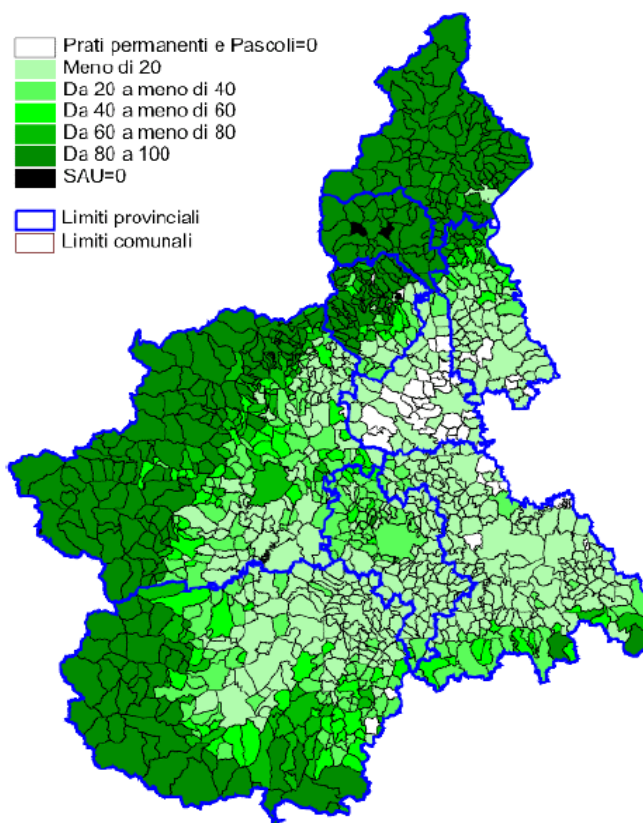 Prati permanenti e Pascoli=0
Meno di 20
Da 20 a meno di 40
Da 40 a meno di 60
Da 60 a meno di 80
Da 80 a 100
SAU=0
Limiti provinciali
Limiti comunali